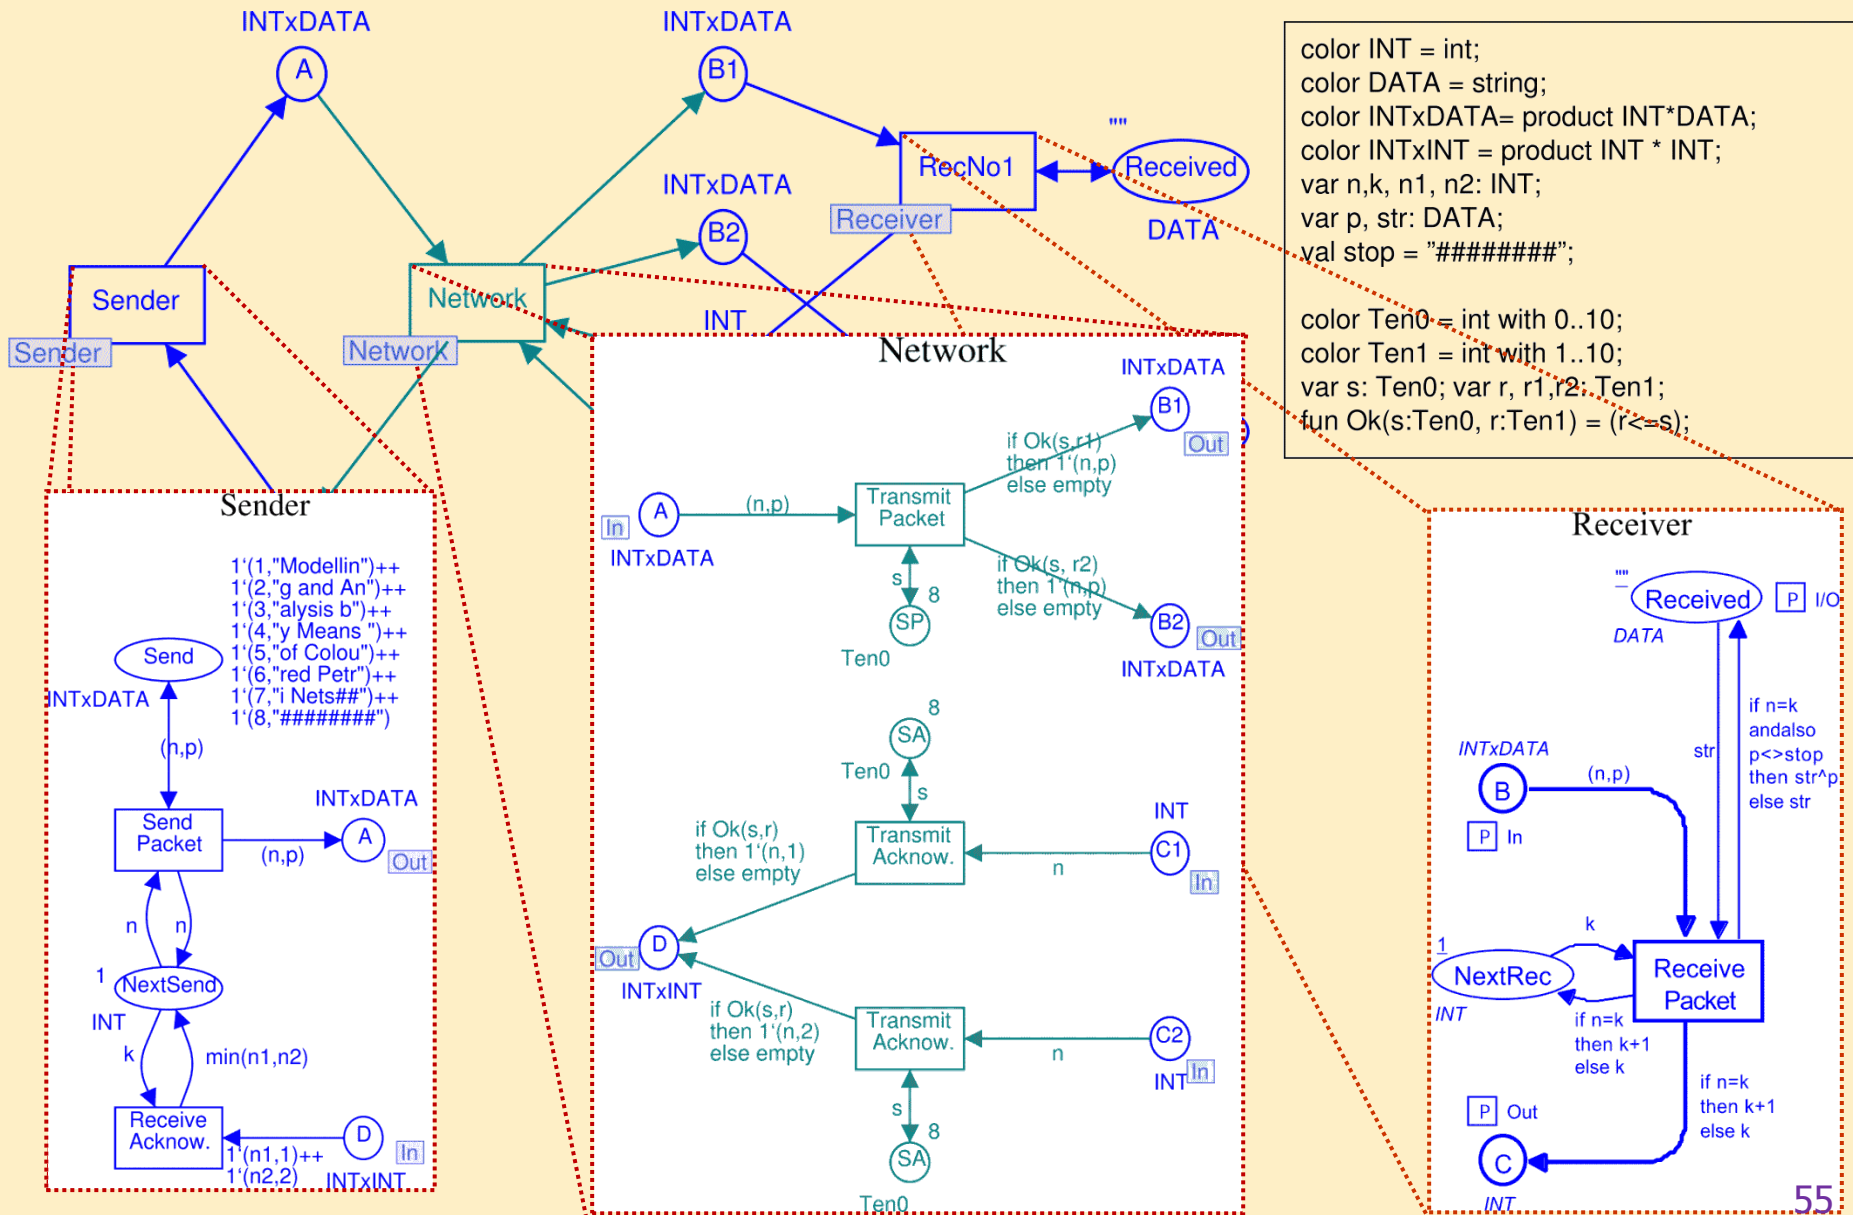 INTxDATA
A
INTxDATA
B1
INTxDATA
B2
""
RecNo1
Receiver
Received
DATA
Sender
Sender
Network
Network
INT
color INT = int;
color DATA = string;
color INTxDATA= product INT*DATA;
color INTxINT = product INT * INT;
var n,k, n1, n2: INT;
var p, str: DATA;
val stop = "########";
color Ten0 = int with 0..10;
color Ten1 = int with 1..10;
var s: Ten0; var r, r1,r2: Ten1;
fun Ok(s:Ten0, r:Ten1) = (r<=s);
Sender
1'(1,"Modellin")++
1'(2,"g and An")++
1'(3,"alysis b")++
1'(4,"y Means ")++
1'(5,"of Colou")++
1'(6,"red Petr")++
1'(7,"i Nets##")++
1'(8,"########")
Send
INTxDATA
(n,p)
Send
Packet
(n,p)
INTxDATA
A
Out
n
n
1
NextSend
INT
k
min(n1,n2)
Receive
Acknow.
1'(n1,1)++
1'(n2,2)
D
In
INTxINT
Network
INTxDATA
B1
Out
if Ok(s,r1)
then 1'(n,p)
else empty
In
A
(n,p)
INTxDATA
Transmit
Packet
if Ok(s, r2)
then 1'(n,p)
else empty
s
8
SP
Ten0
B2
Out
INTxDATA
8
SA
Ten0
s
if Ok(s,r)
then 1'(n,1)
else empty
Transmit
Acknow.
n
INT
C1
In
Out
D
INTxINT
if Ok(s,r)
then 1'(n,2)
else empty
Transmit
Acknow.
n
C2
INT
In
s
8
SA
Ten0
Receiver
""
Received
P I/O
DATA
str
if n=k
andalso
p<>stop
then str^p
else str
INTxDATA
B
(n,p)
P In
k
1
NextRec
INT
if n=k
then k+1
else k
Receive
Packet
if n=k
then k+1
else k
P Out
C
INT
55